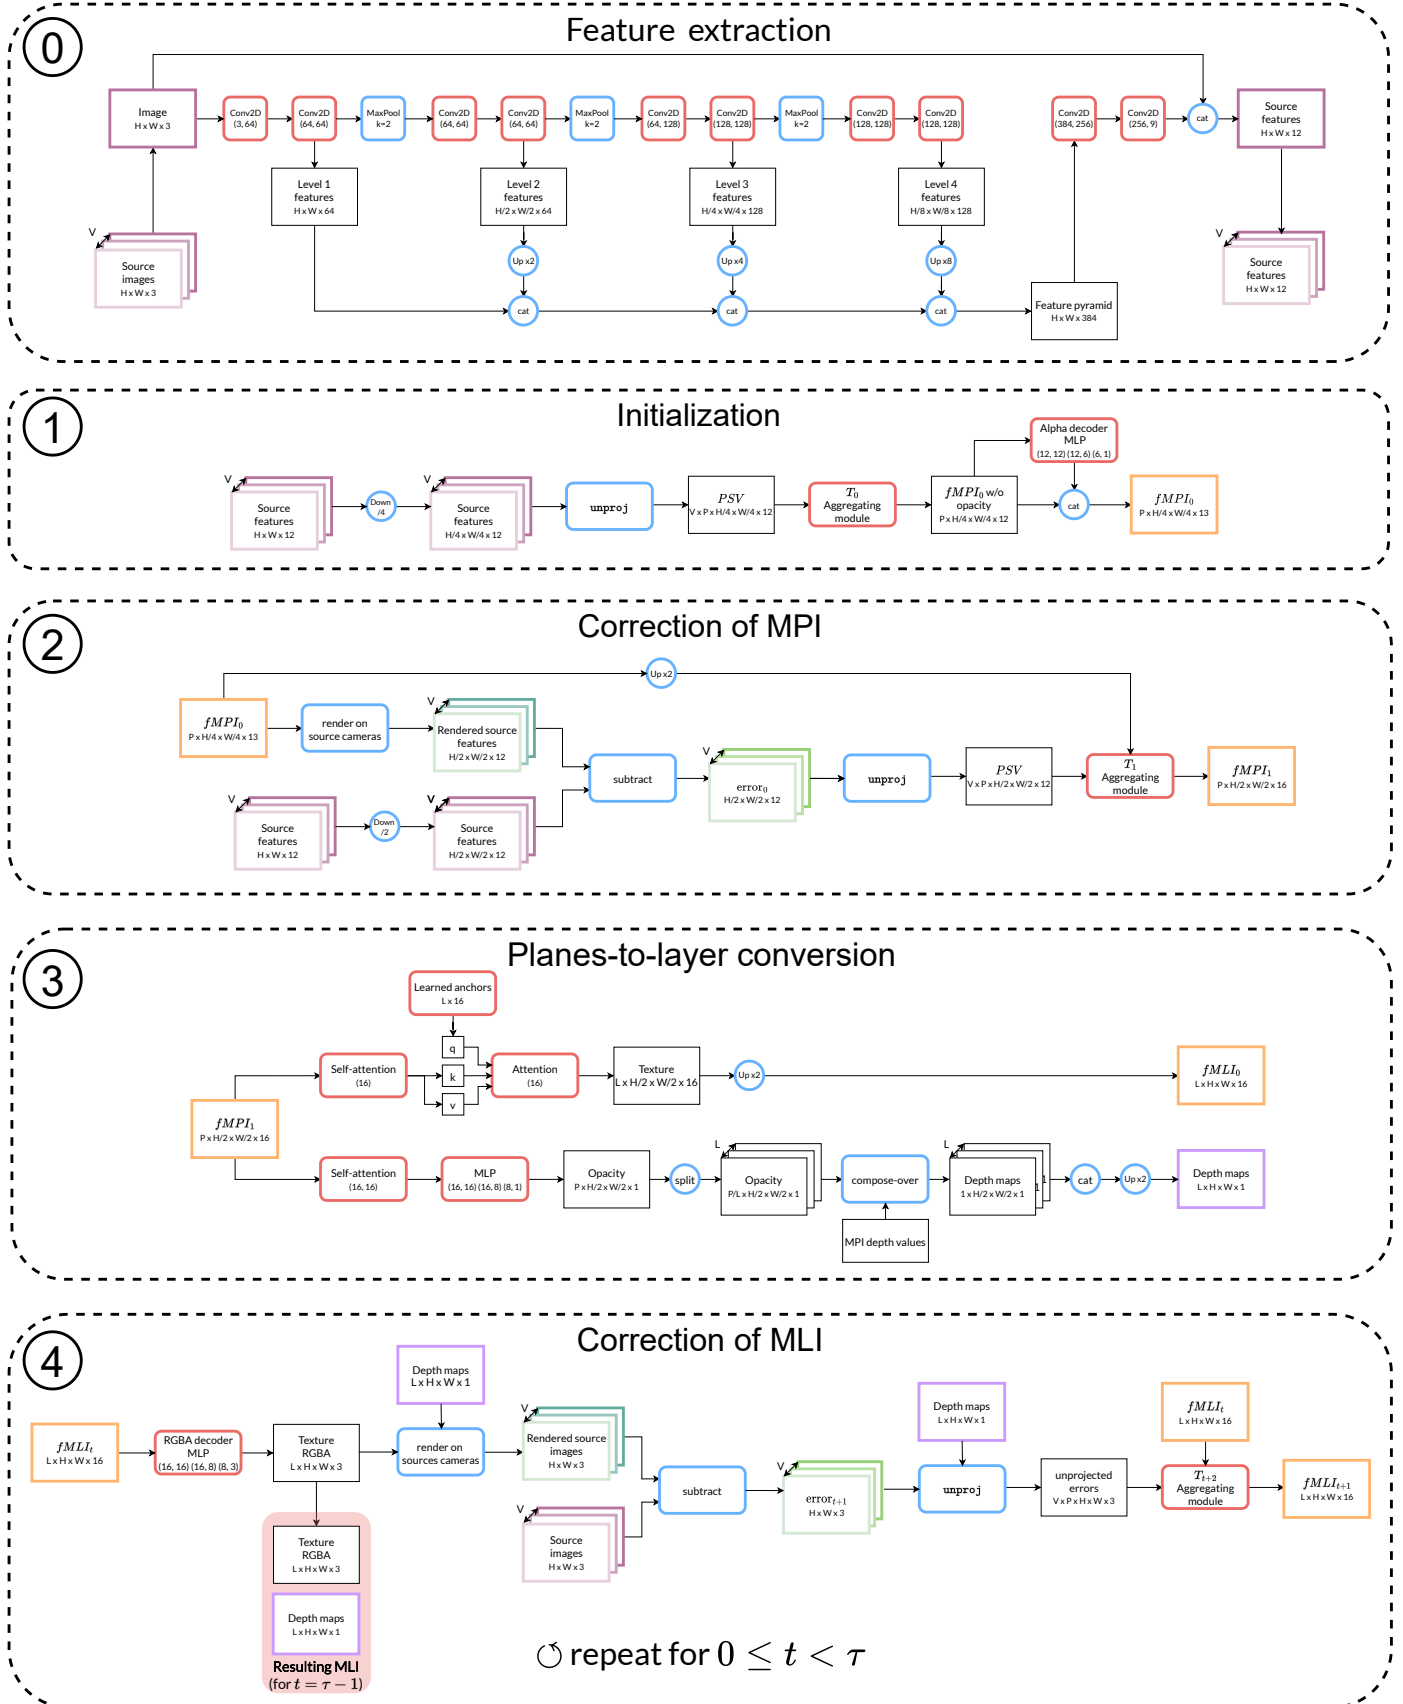 0
Feature extraction
Image
H x W x 3
Conv2D
(3, 64)
Conv2D
(64, 64)
MaxPool
k=2
Conv2D
(64, 64)
Conv2D
(64, 64)
MaxPool
k=2
Conv2D
(64, 128)
Conv2D
(128, 128)
MaxPool
k=2
Conv2D
(128, 128)
Conv2D
(128, 128)
Conv2D
(384, 256)
Conv2D
(256, 9)
cat
Source
features
H x W x 12
Level 1
features
H x W x 64
Level 2
features
H/2 x W/2 x 64
Level 3
features
H/4 x W/4 x 128
Level 4
features
H/8 x W/8 x 128
V
Source
images
H x W x 3
Up x2
Up x4
Up x8
cat
cat
cat
Feature pyramid
H x W x 384
V
Source
features
H x W x 12
1
Initialization
V
Source
features
H x W x 12
Down
/4
V
Source
features
H/4 x W/4 x 12
unproj
PSV
V x P x H/4 x W/4 x 12
T0
Aggregating
module
fMPI0 w/o
opacity
P x H/4 x W/4 x 12
Alpha decoder
MLP
(12, 12) (12, 6) (6, 1)
cat
fMPI0
P x H/4 x W/4 x 13
2
Correction of MPI
Up x2
fMPI0
P x H/4 x W/4 x 13
render on
source cameras
V
Rendered source
features
H/2 x W/2 x 12
V
Source
features
H x W x 12
Down
/2
V
Source
features
H/2 x W/2 x 12
subtract
V
error0
H/2 x W/2 x 12
unproj
PSV
V x P x H/2 x W/2 x 12
T1
Aggregating
module
fMPI1
P x H/2 x W/2 x 16
3
Planes-to-layer conversion
Learned anchors
L x 16
fMPI1
P x H/2 x W/2 x 16
Self-attention
(16)
q
k
v
Attention
(16)
Texture
L x H/2 x W/2 x 16
Up x2
fMLI0
L x H x W x 16
Self-attention
(16, 16)
MLP
(16, 16) (16, 8) (8, 1)
Opacity
P x H/2 x W/2 x 1
split
L
Opacity
P/L x H/2 x W/2 x 1
compose-over
MPI depth values
L
Depth maps
1 x H/2 x W/2 x 1
1
1
cat
Up x2
Depth maps
L x H x W x 1
4
Correction of MLI
fMLIt
L x H x W x 16
RGBA decoder
MLP
(16, 16) (16, 8) (8, 3)
Texture
RGBA
L x H x W x 3
Depth maps
L x H x W x 1
render on
sources cameras
V
Rendered source
images
H x W x 3
V
Source
images
H x W x 3
subtract
V
errort+1
H x W x 3
Depth maps
L x H x W x 1
unproj
unprojected
errors
V x P x H x W x 3
fMLIt
L x H x W x 16
Tt+2
Aggregating
module
fMLIt+1
L x H x W x 16
Texture
RGBA
L x H x W x 3
Depth maps
L x H x W x 1
Resulting MLI
(for t = τ − 1)
repeat for 0 ≤ t < τ